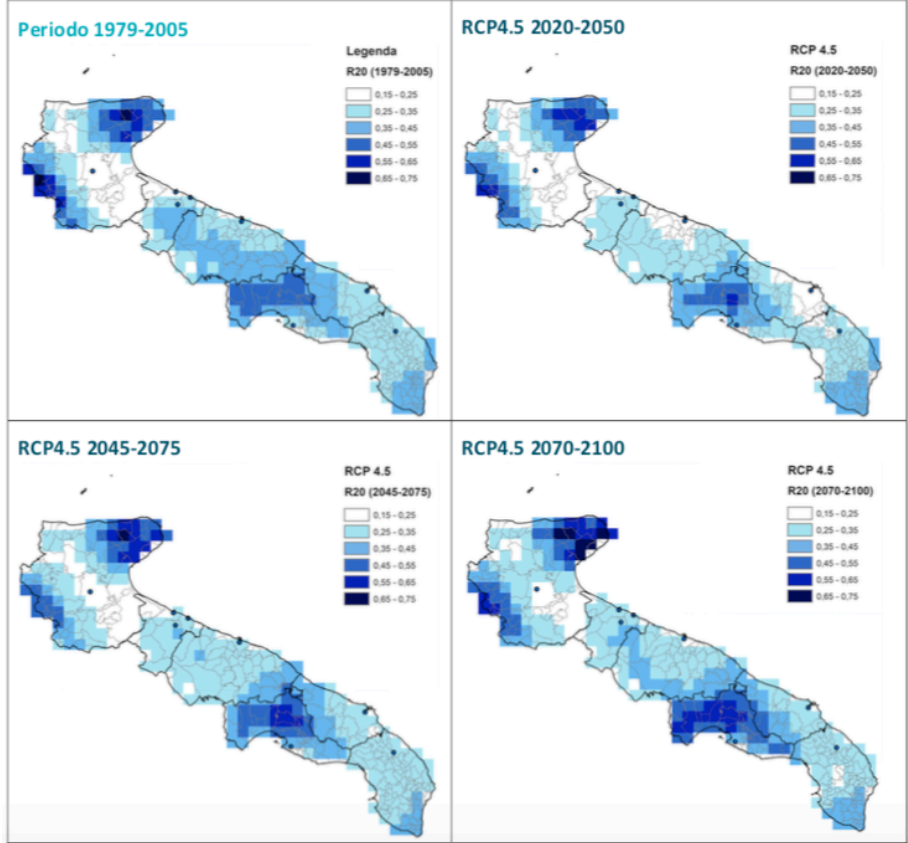 Periodo 1979-2005
Legenda
R20 (1979-2005)
0,15 - 0,25
0,25 - 0,35
0,35 - 0,45
0,45 - 0,55
0,55 - 0,65
0,65 - 0,75
RCP4.5 2020-2050
RCP 4.5
R20 (2020-2050)
0,15 - 0,25
0,25 - 0,35
0,35 - 0,45
0,45 - 0,55
0,55 - 0,65
0,65 - 0,75
RCP4.5 2045-2075
RCP 4.5
R20 (2045-2075)
0,15 - 0,25
0,25 - 0,35
0,35 - 0,45
0,45 - 0,55
0,55 - 0,65
0,65 - 0,75
RCP4.5 2070-2100
RCP 4.5
R20 (2070-2100)
0,15 - 0,25
0,25 - 0,35
0,35 - 0,45
0,45 - 0,55
0,55 - 0,65
0,65 - 0,75